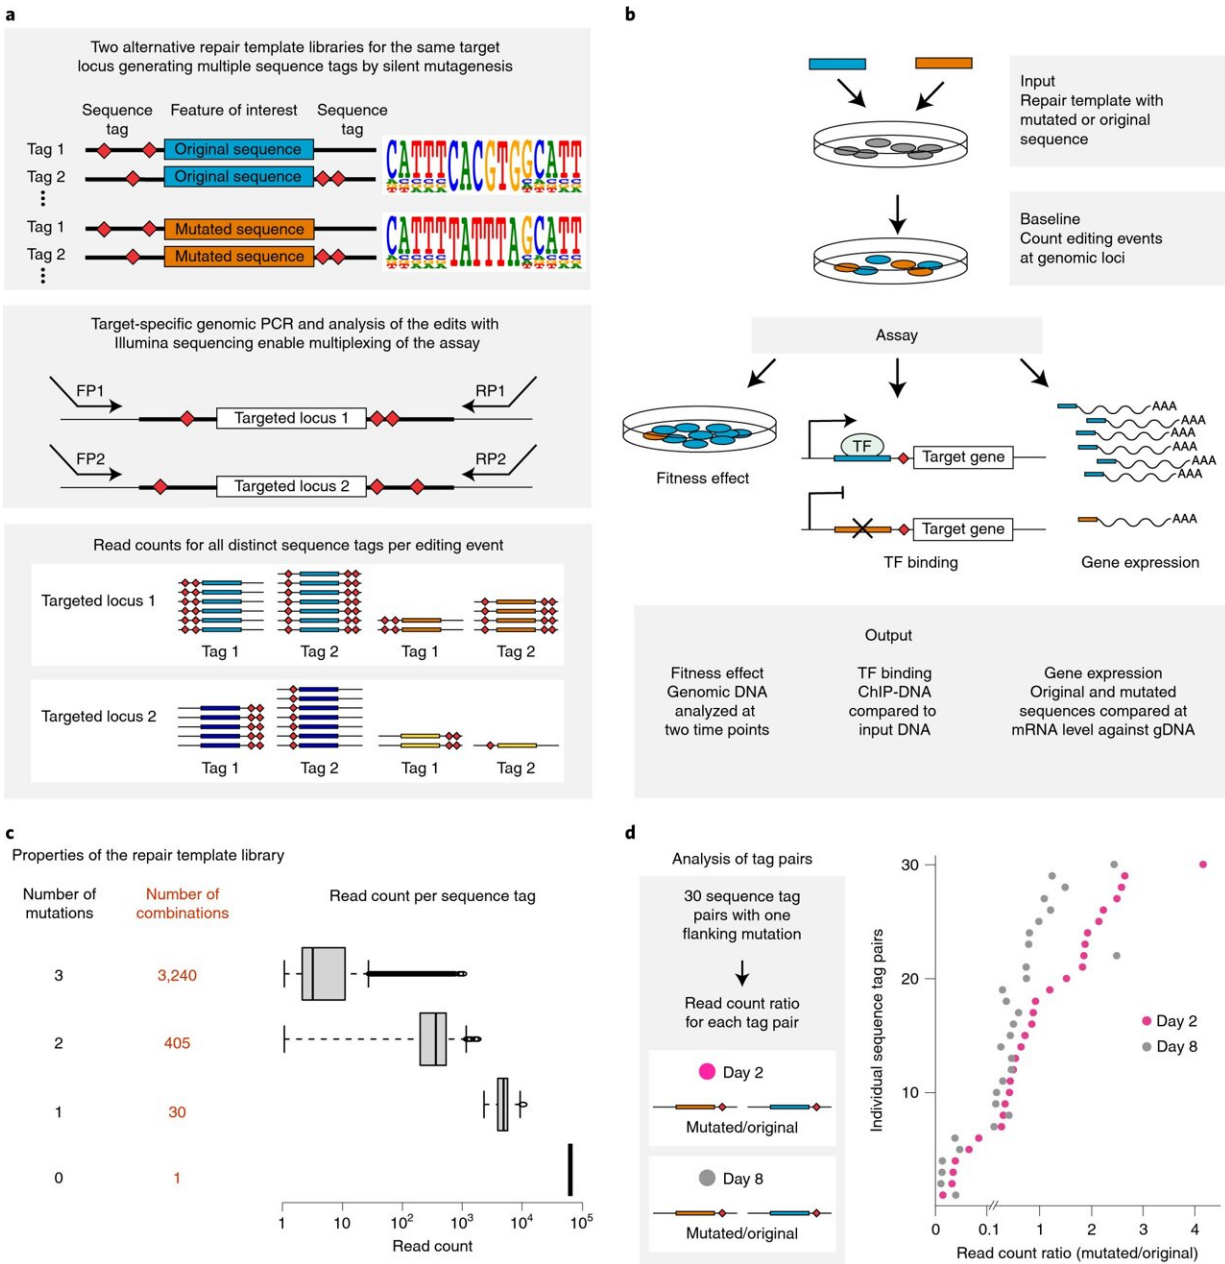 a
Two alternative repair template libraries for the same target
locus generating multiple sequence tags by silent mutagenesis
Sequence tag
Feature of interest
Sequence tag
Tag 1
Original sequence
Tag 2
Original sequence
CATTTCACGTGGCATT
Tag 1
Mutated sequence
Tag 2
Mutated sequence
CATTTTATTTAGCATT
Target-specific genomic PCR and analysis of the edits with
Illumina sequencing enable multiplexing of the assay
FP1
Targeted locus 1
RP1
FP2
Targeted locus 2
RP2
Read counts for all distinct sequence tags per editing event
Targeted locus 1
Tag 1 Tag 2 Tag 1 Tag 2
Targeted locus 2
Tag 1 Tag 2 Tag 1 Tag 2
b
Input
Repair template with
mutated or original
sequence
Baseline
Count editing events
at genomic loci
Assay
Fitness effect
TF
Target gene
Target gene
TF binding
AAA
AAA
AAA
AAA
AAA
AAA
AAA
Gene expression
Output
Fitness effect
Genomic DNA
analyzed at
two time points
TF binding
ChIP-DNA
compared to
input DNA
Gene expression
Original and mutated
sequences compared at
mRNA level against gDNA
c
Properties of the repair template library
Number of
mutations
Number of
combinations
Read count per sequence tag
3 3,240
2 405
1 30
0 1
1 10 10² 10³ 10⁴ 10⁵
Read count
d
Analysis of tag pairs
30 sequence tag
pairs with one
flanking mutation
Read count ratio
for each tag pair
Day 2
Mutated/original
Day 8
Mutated/original
Individual sequence tag pairs
30
20
10
Day 2
Day 8
0 0.1 1 2 3 4
Read count ratio (mutated/original)